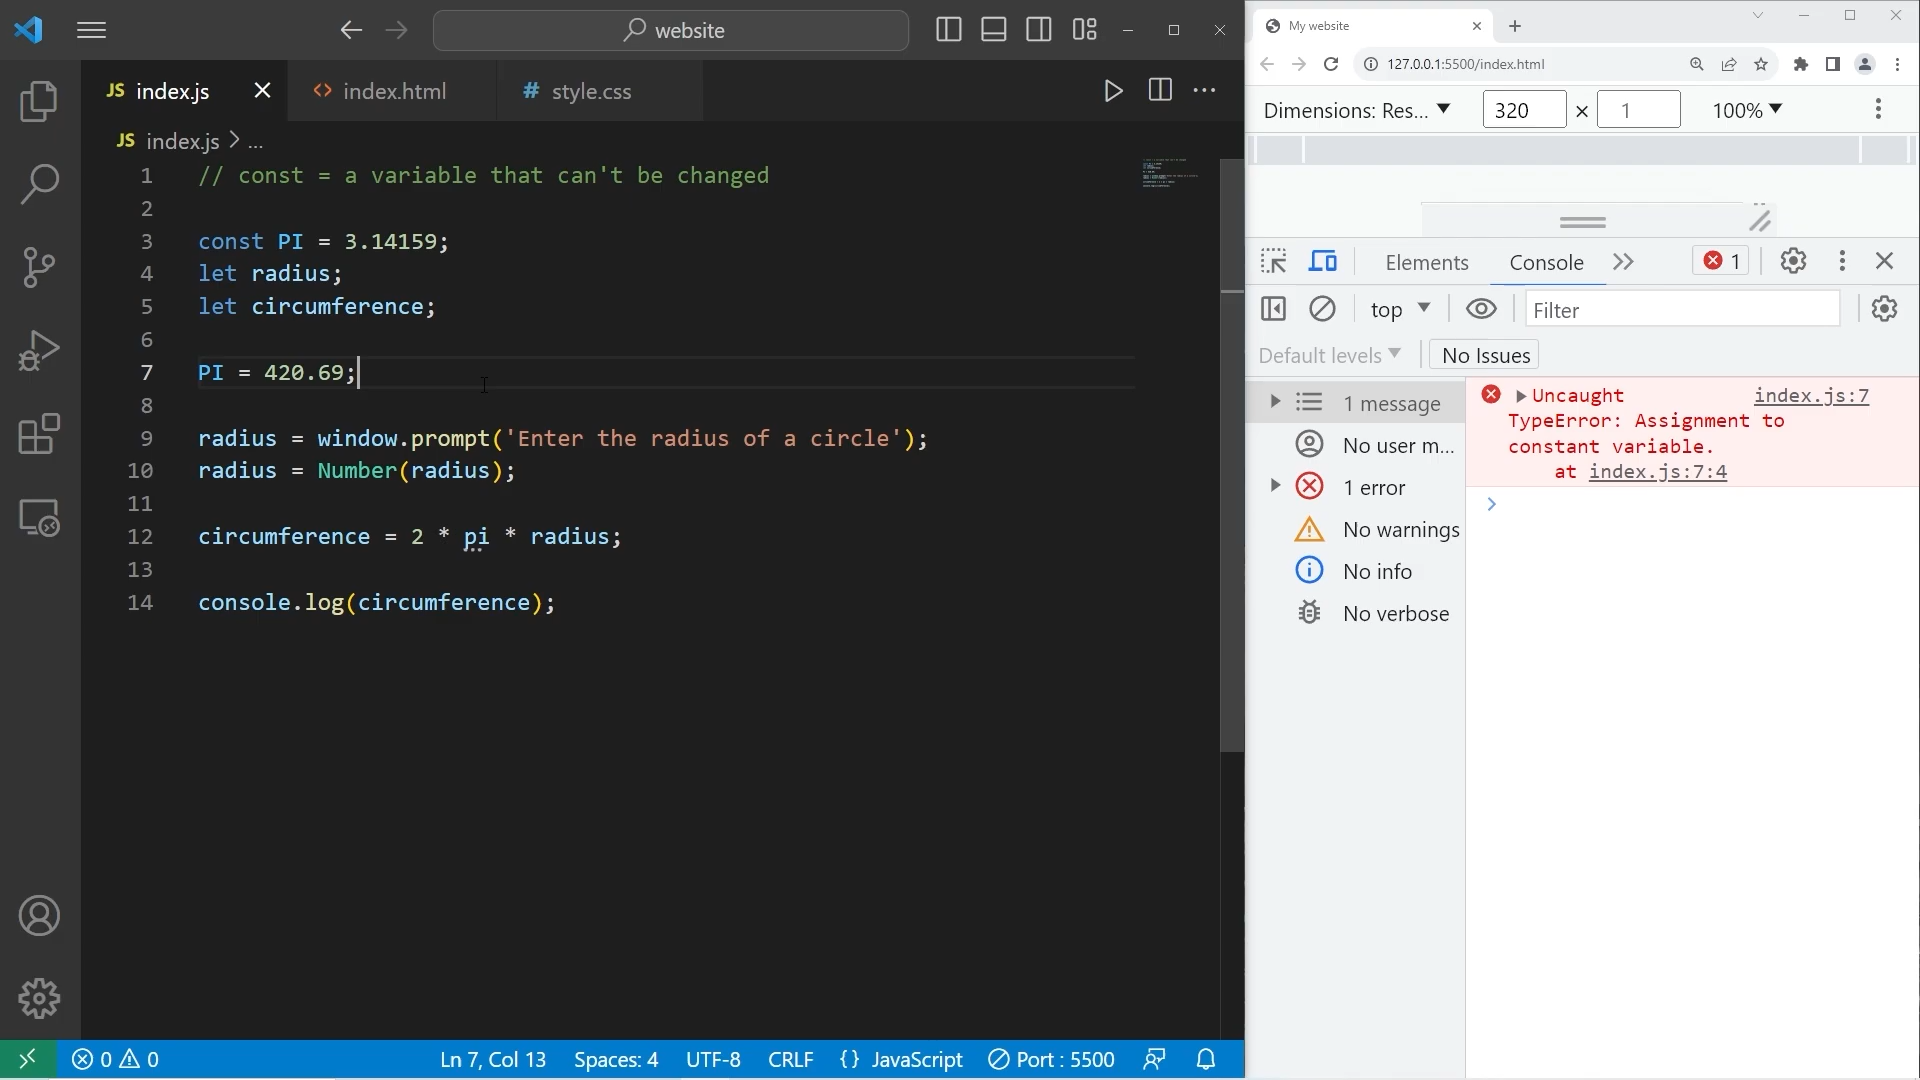 website
JS index.js
<> index.html
# style.css
JS index.js > ...
1 // const = a variable that can't be changed
2
3 const PI = 3.14159;
4 let radius;
5 let circumference;
6
7 PI = 420.69;
8
9 radius = window.prompt('Enter the radius of a circle');
10 radius = Number(radius);
11
12 circumference = 2 * pi * radius;
13
14 console.log(circumference);
0 0
Ln 7, Col 13
Spaces: 4
UTF-8
CRLF
{} JavaScript
Port : 5500
My website
127.0.0.1:5500/index.html
Dimensions: Res... 320 × 1 100%
Elements Console 1
top Filter
Default levels No Issues
1 message
No user m...
1 error
No warnings
No info
No verbose
Uncaught index.js:7
TypeError: Assignment to
constant variable.
at index.js:7:4